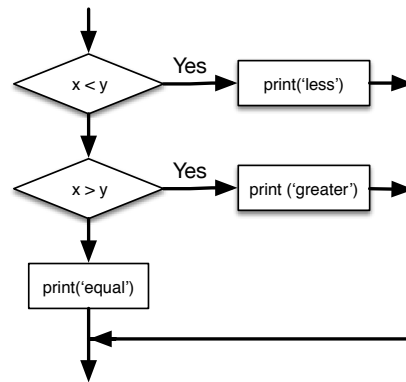 Yes
x < y
print(‘less’)
Yes
x > y
print (‘greater’)
print(‘equal’)